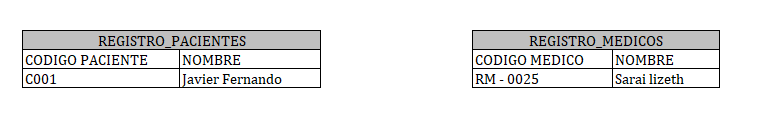 REGISTRO_PACIENTES
CODIGO PACIENTE NOMBRE
C001 Javier Fernando
REGISTRO_MEDICOS
CODIGO MEDICO NOMBRE
RM - 0025 Sarai lizeth